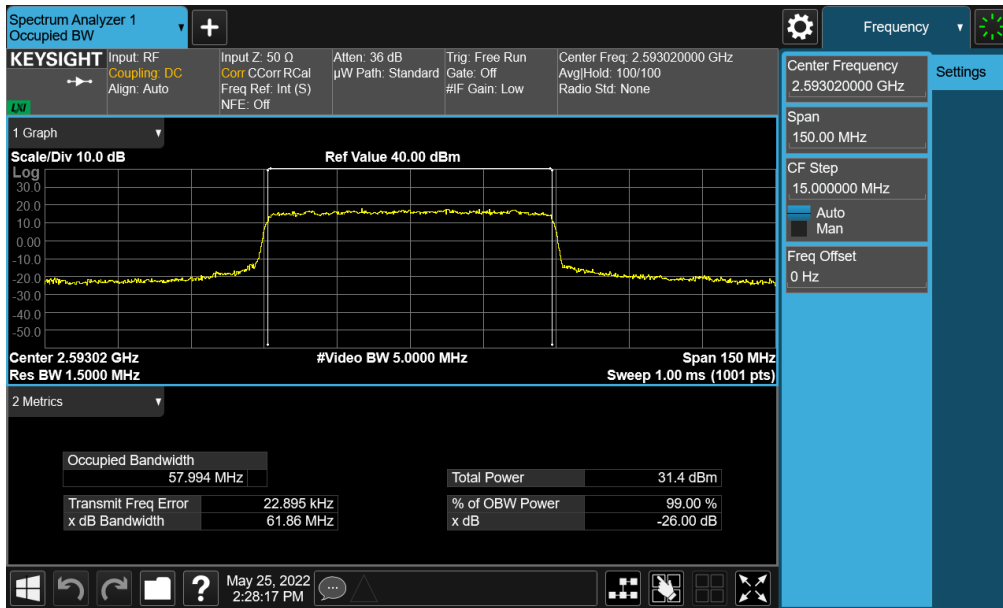 Spectrum Analyzer 1
Occupied BW
Frequency
KEYSIGHT
LXI
Input: RF
Coupling: DC
Align: Auto
Input Z: 50 Ω
Corr CCorr RCal
Freq Ref: Int (S)
NFE: Off
Atten: 36 dB
µW Path: Standard
Trig: Free Run
Gate: Off
#IF Gain: Low
Center Freq: 2.593020000 GHz
Avg|Hold: 100/100
Radio Std: None
Center Frequency
2.593020000 GHz
Settings
Span
150.00 MHz
CF Step
15.000000 MHz
Auto
Man
Freq Offset
0 Hz
1 Graph
Scale/Div 10.0 dB
Ref Value 40.00 dBm
Log
30.0
20.0
10.0
0.00
-10.0
-20.0
-30.0
-40.0
-50.0
Center 2.59302 GHz
#Video BW 5.0000 MHz
Span 150 MHz
Res BW 1.5000 MHz
Sweep 1.00 ms (1001 pts)
2 Metrics
Occupied Bandwidth
57.994 MHz
Total Power 31.4 dBm
Transmit Freq Error 22.895 kHz
% of OBW Power 99.00 %
x dB Bandwidth 61.86 MHz
x dB -26.00 dB
?
May 25, 2022
2:28:17 PM